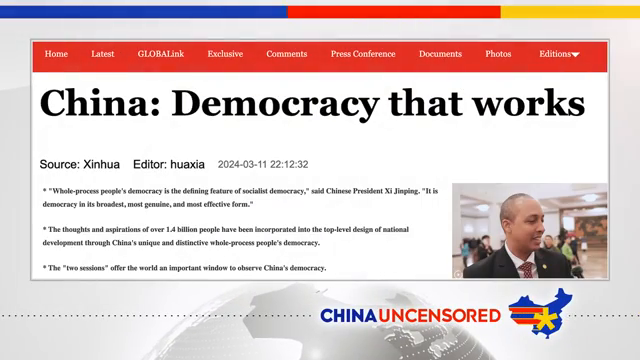 Home Latest GLOBALink Exclusive Comments Press Conference Documents Photos Editions
China: Democracy that works
Source: Xinhua Editor: huaxia 2024-03-11 22:12:32
* "Whole-process people's democracy is the defining feature of socialist democracy," said Chinese President Xi Jinping. "It is
democracy in its broadest, most genuine, and most effective form."
* The thoughts and aspirations of over 1.4 billion people have been incorporated into the top-level design of national
development through China's unique and distinctive whole-process people's democracy.
* The "two sessions" offer the world an important window to observe China's democracy.
CHINA UNCENSORED